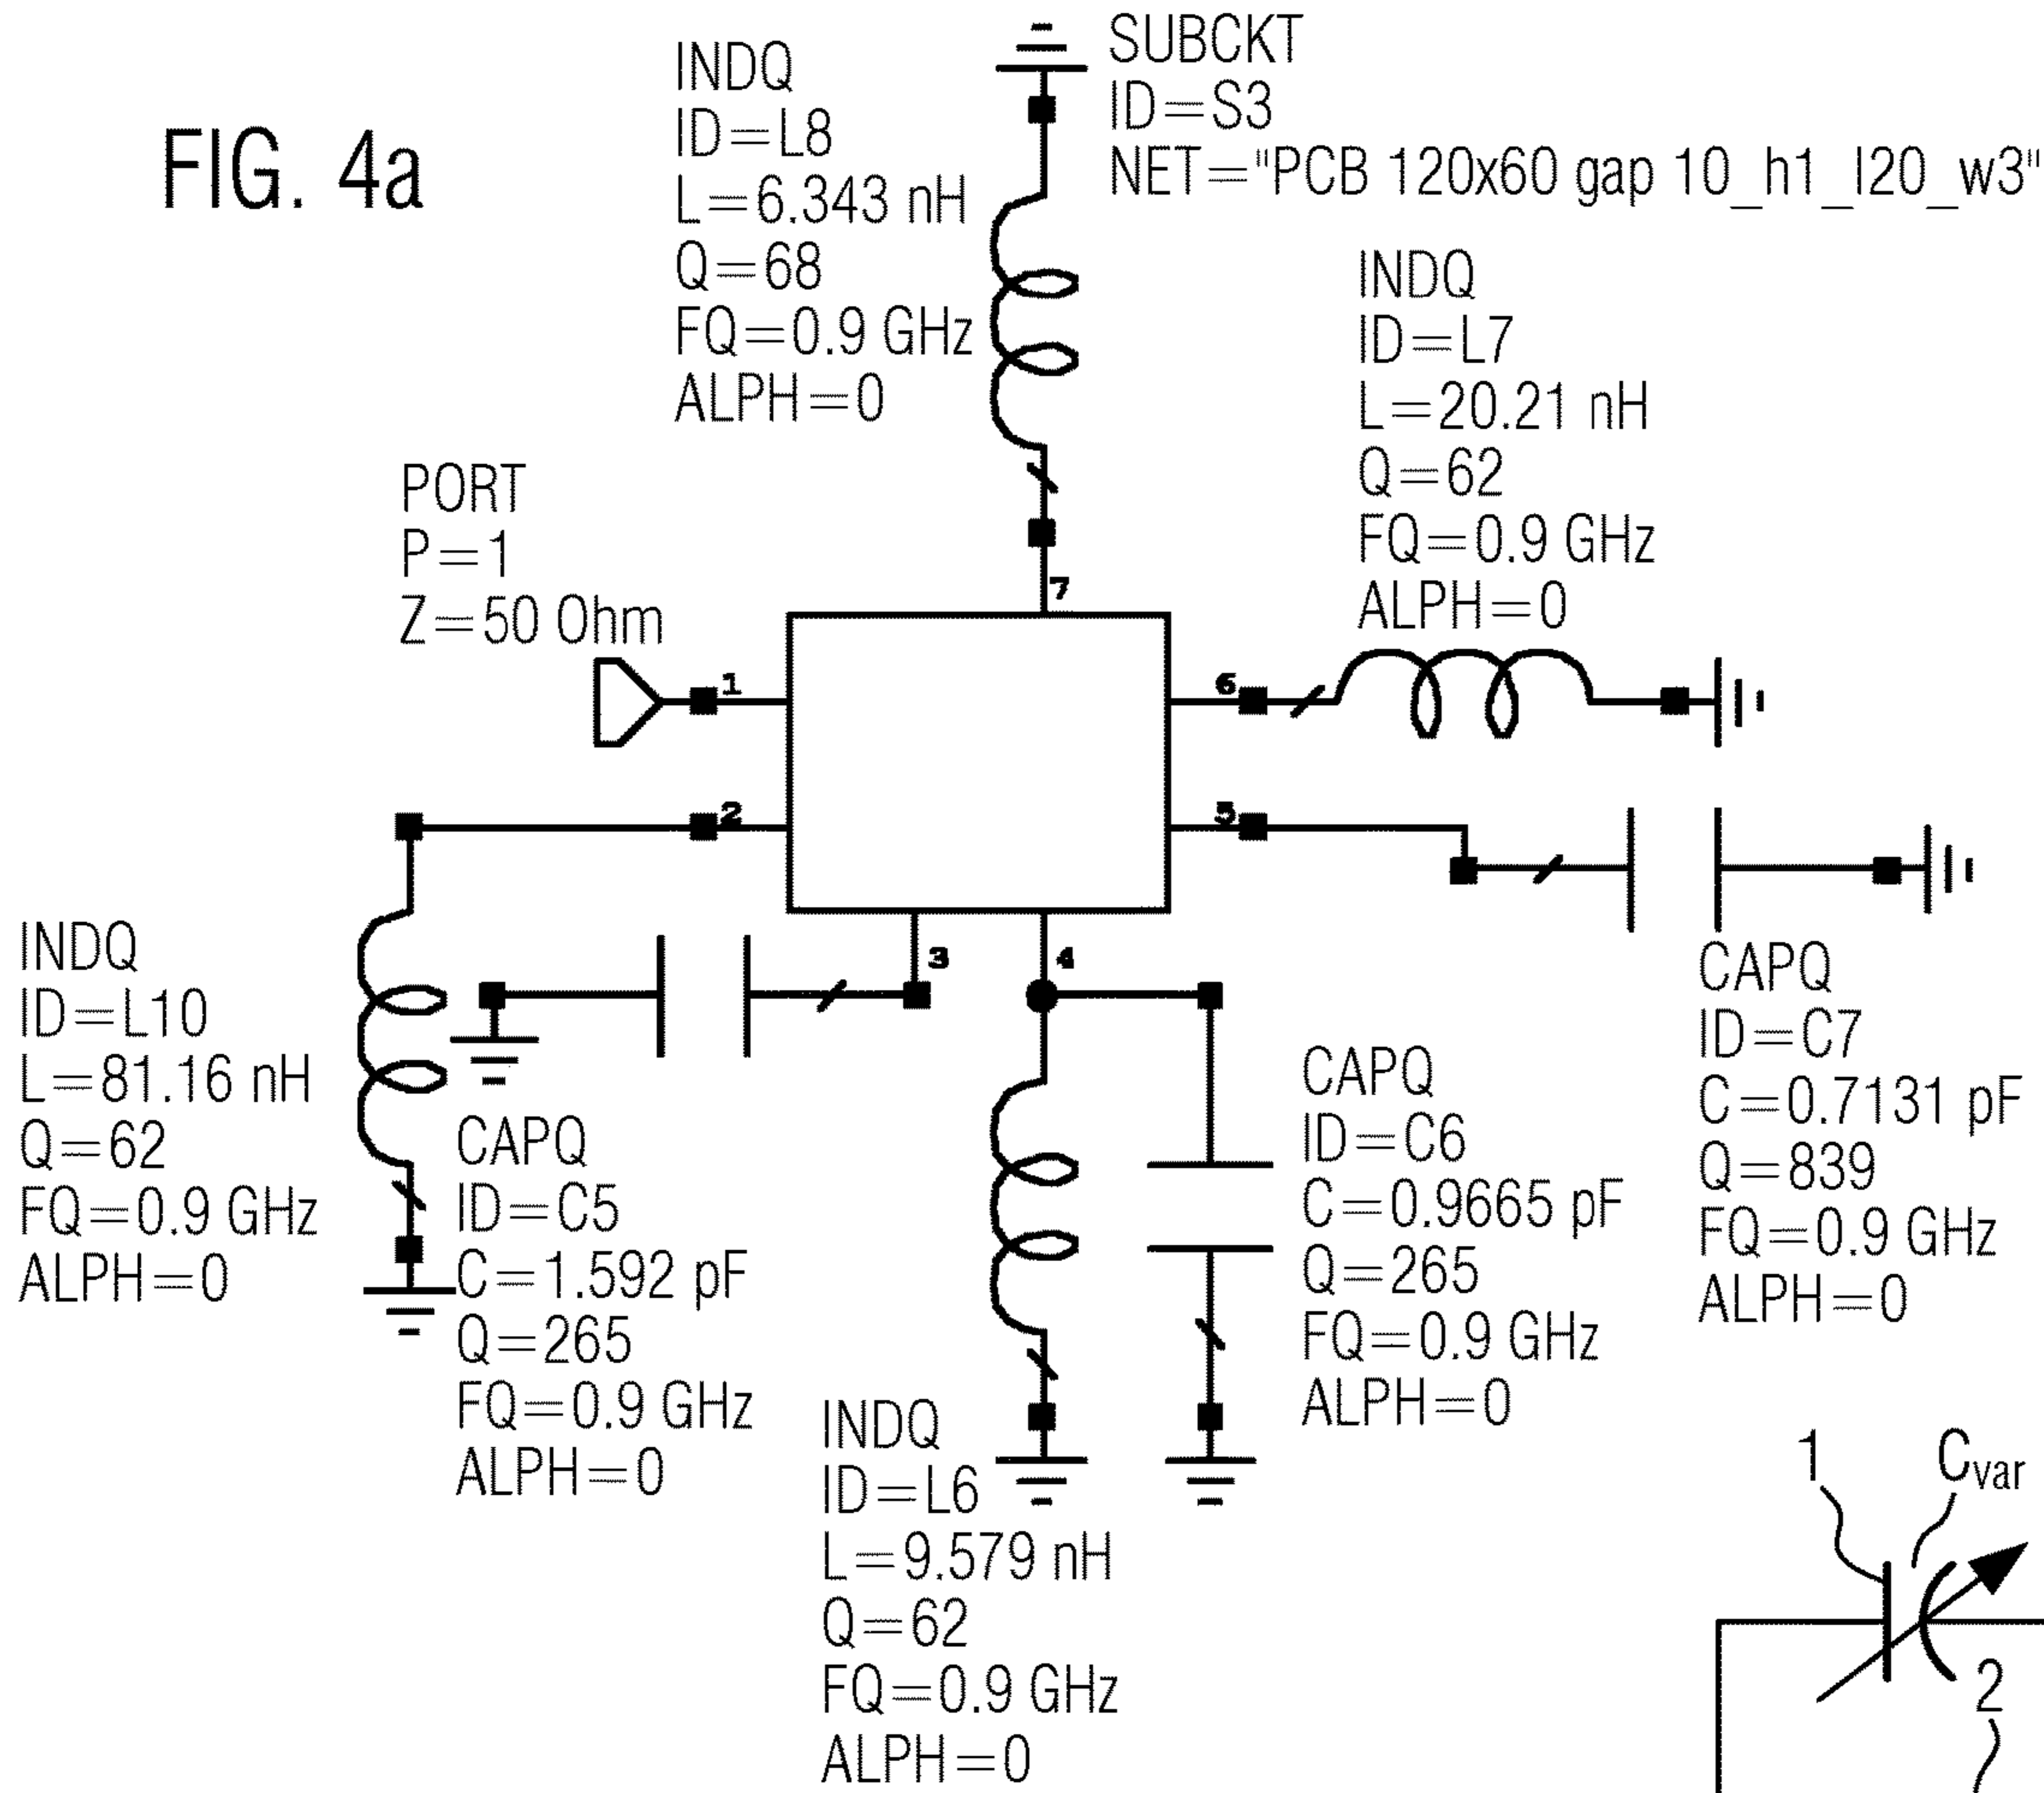 FIG. 4a
INDQ
ID=L8
L=6.343 nH
Q=68
FQ=0.9 GHz
ALPH=0
SUBCKT
ID=S3
NET="PCB 120x60 gap 10_h1_l20_w3"
INDQ
ID=L7
L=20.21 nH
Q=62
FQ=0.9 GHz
ALPH=0
PORT
P=1
Z=50 Ohm
7
1
6
2
5
3
4
INDQ
ID=L10
L=81.16 nH
Q=62
FQ=0.9 GHz
ALPH=0
CAPQ
ID=C5
C=1.592 pF
Q=265
FQ=0.9 GHz
ALPH=0
INDQ
ID=L6
L=9.579 nH
Q=62
FQ=0.9 GHz
ALPH=0
CAPQ
ID=C6
C=0.9665 pF
Q=265
FQ=0.9 GHz
ALPH=0
CAPQ
ID=C7
C=0.7131 pF
Q=839
FQ=0.9 GHz
ALPH=0
1
Cvar
2